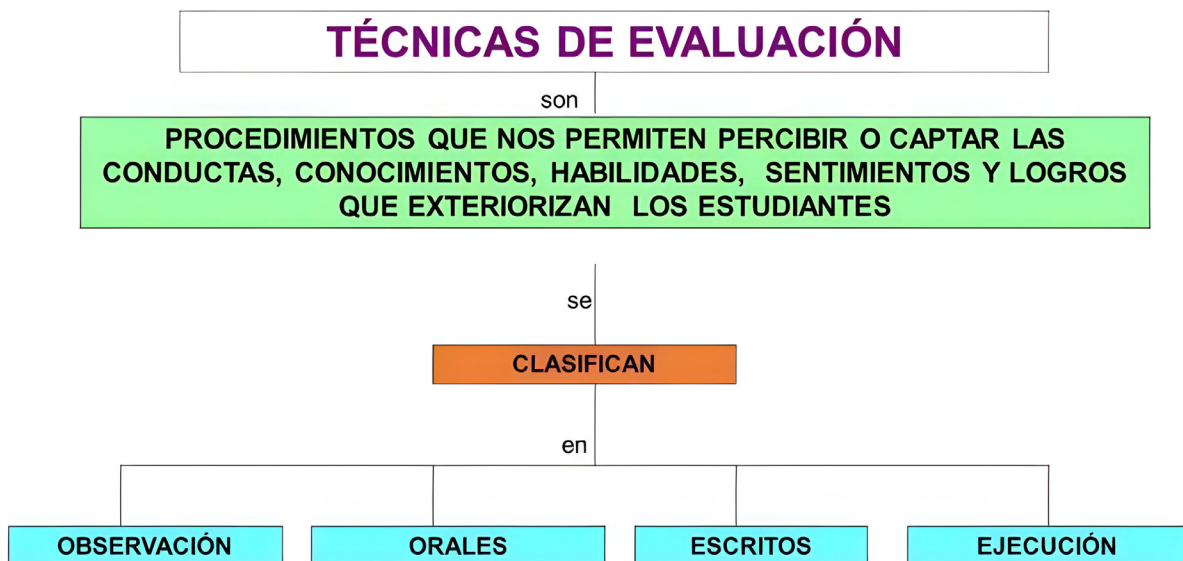 TÉCNICAS DE EVALUACIÓN
son
PROCEDIMIENTOS QUE NOS PERMITEN PERCIBIR O CAPTAR LAS
CONDUCTAS, CONOCIMIENTOS, HABILIDADES, SENTIMIENTOS Y LOGROS
QUE EXTERIORIZAN LOS ESTUDIANTES
se
CLASIFICAN
en
OBSERVACIÓN
ORALES
ESCRITOS
EJECUCIÓN